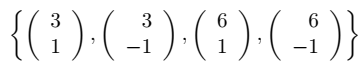 { ( 3 1 ) , ( 3 −1 ) , ( 6 1 ) , ( 6 −1 ) }